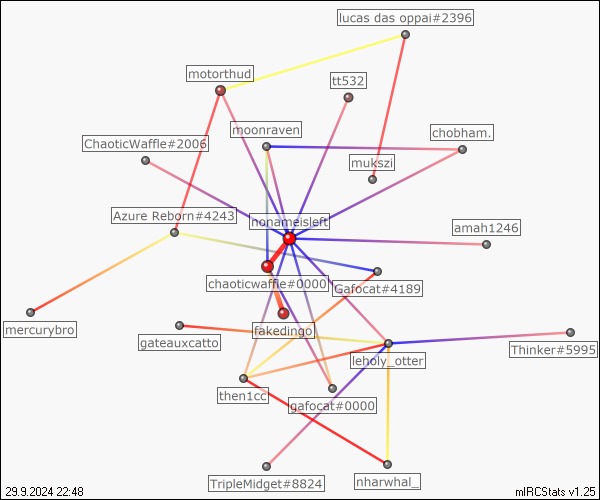 lucas das oppai#2396
motorthud
tt532
moonraven
chobham.
ChaoticWaffle#2006
mukszi
Azure Reborn#4243
nonameisleft
amah1246
chaoticwaffle#0000
Gafocat#4189
mercurybro
fakedingo
gateauxcatto
leholy_otter
Thinker#5995
then1cc
gafocat#0000
TripleMidget#8824
nharwhal_
29.9.2024 22:48
mIRCStats v1.25